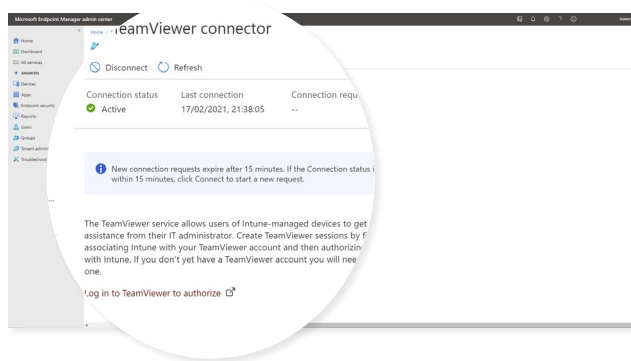 Microsoft Endpoint Manager admin center
Home
TeamViewer connector
Home
Dashboard
All services
FAVORITES
Devices
Apps
Endpoint security
Reports
Users
Groups
Tenant admin
Troubleshoot
Disconnect
Refresh
Connection status
Last connection
Connection requ
Active
17/02/2021, 21:38:05
--
New connection requests expire after 15 minutes. If the Connection status i
within 15 minutes, click Connect to start a new request.
The TeamViewer service allows users of Intune-managed devices to get
assistance from their IT administrator. Create TeamViewer sessions by f
associating Intune with your TeamViewer account and then authorizing
with Intune. If you don't yet have a TeamViewer account you will nee
one.
Log in to TeamViewer to authorize